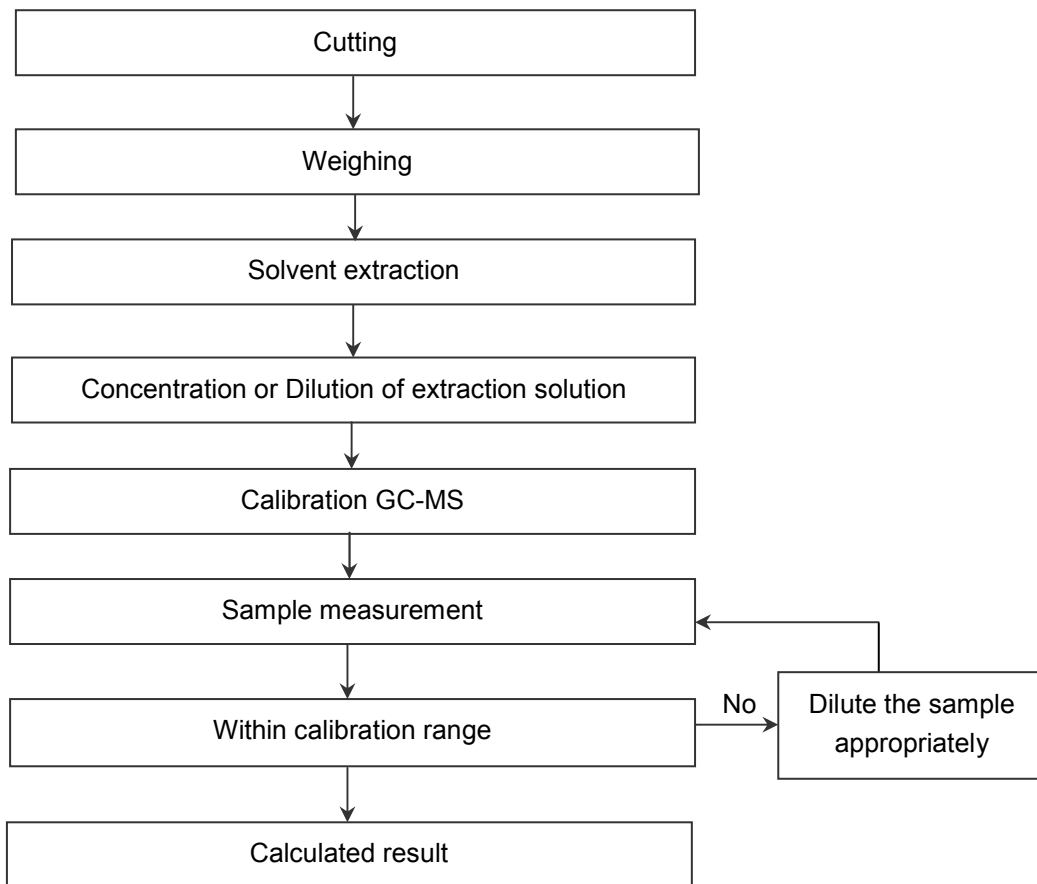 Cutting
Weighing
Solvent extraction
Concentration or Dilution of extraction solution
Calibration GC-MS
Sample measurement
Within calibration range
No
Dilute the sample
appropriately
Calculated result